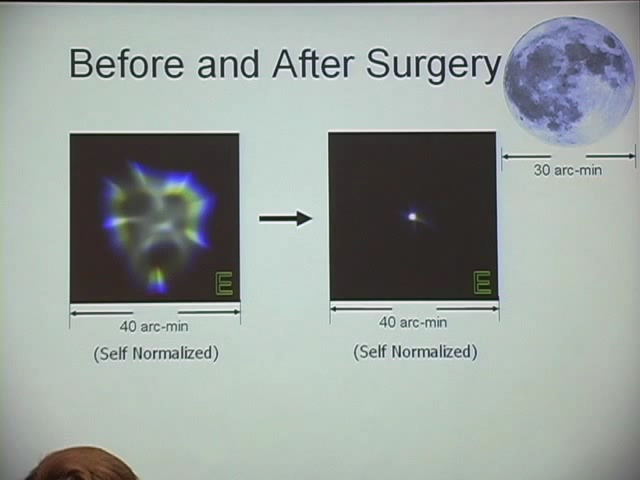 Before and After Surgery
30 arc-min
E
E
40 arc-min
40 arc-min
(Self Normalized)
(Self Normalized)